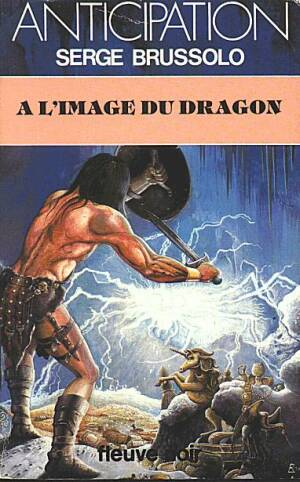 ANTICIPATION
SERGE BRUSSOLO
A L'IMAGE DU DRAGON
fleuve noir